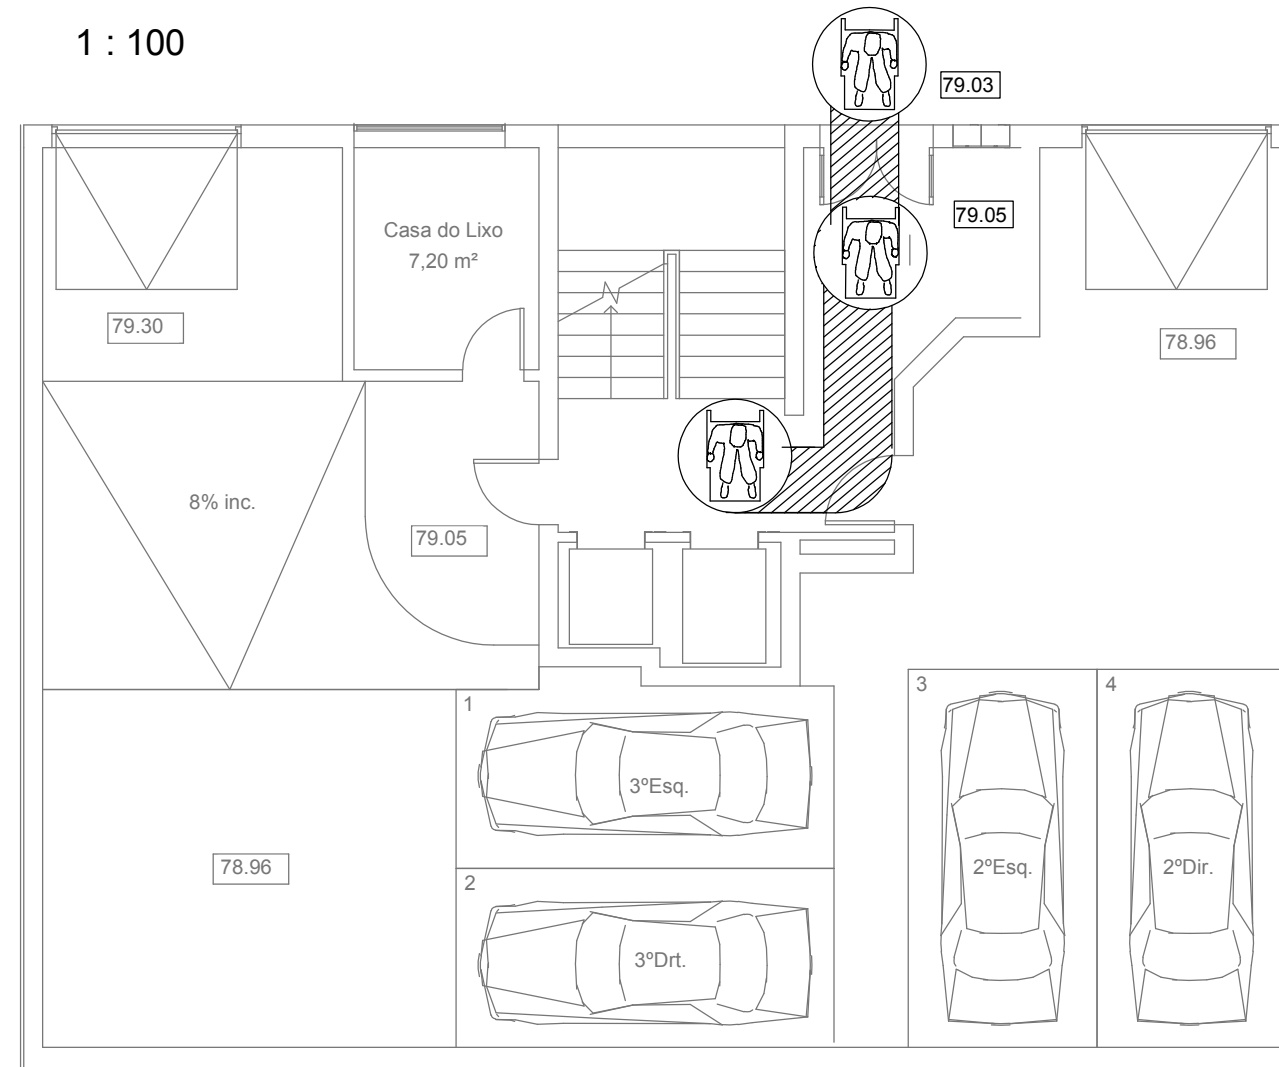 1 : 100
79.03
Casa do Lixo
7,20 m²
79.05
79.30
78.96
8% inc.
79.05
1
3ºEsq.
3
4
78.96
2
3ºDrt.
2ºEsq.
2ºDir.